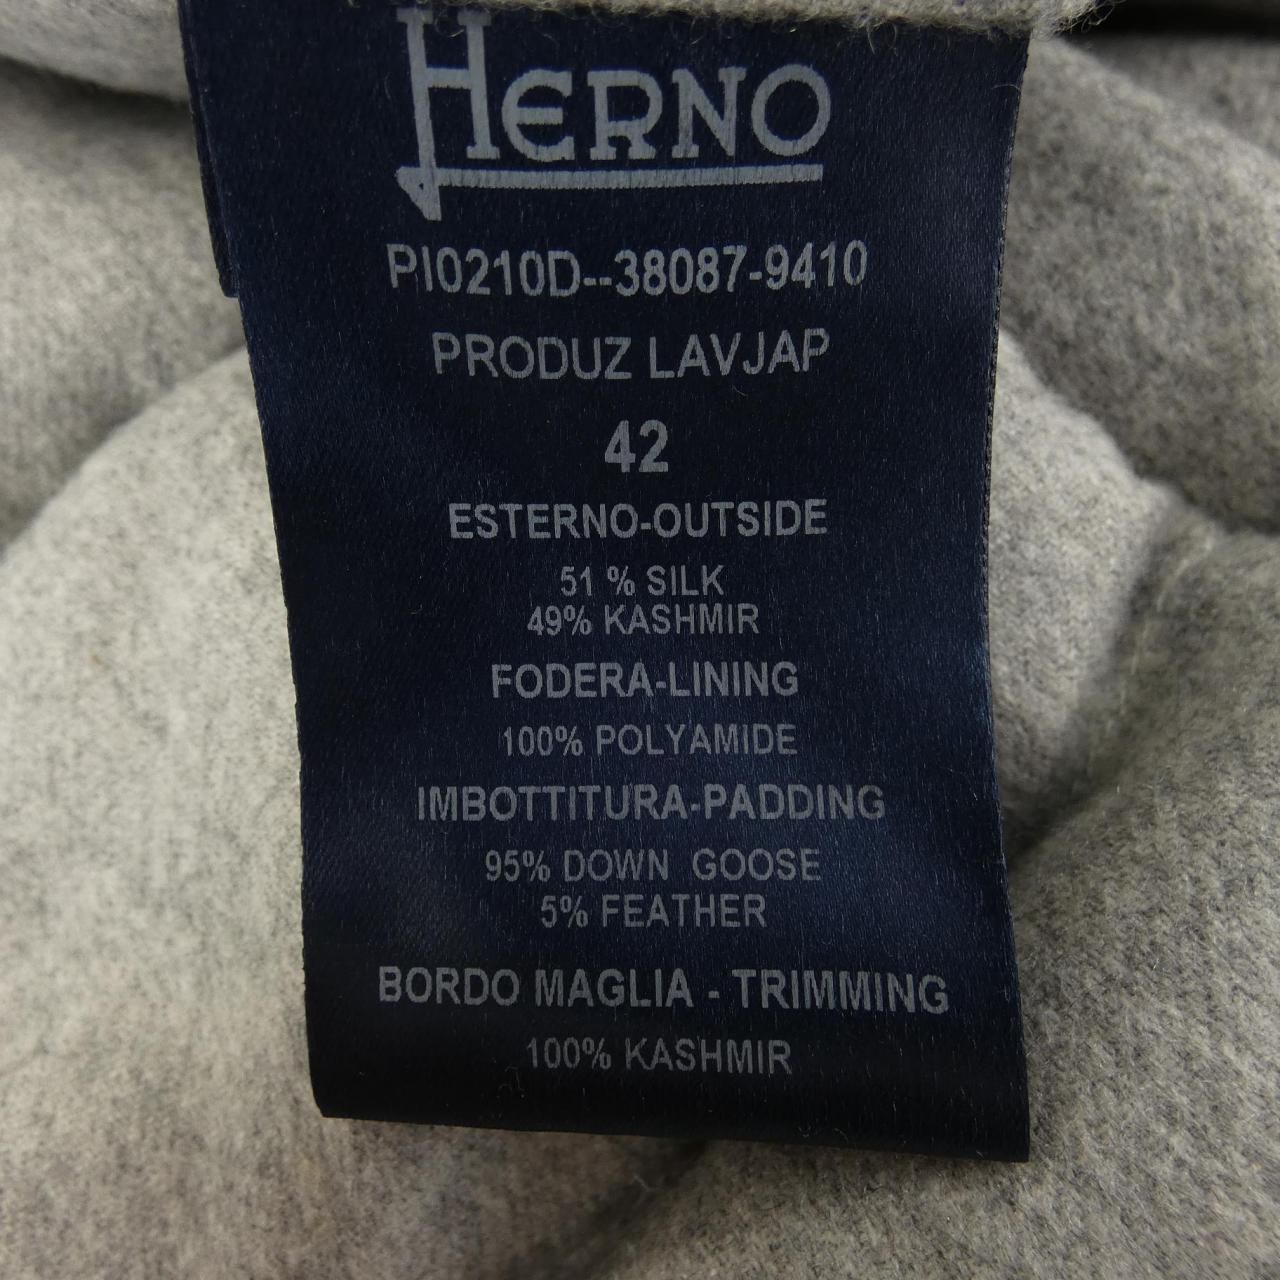 HERNO
PI0210D--38087-9410
PRODUZ LAVJAP
42
ESTERNO-OUTSIDE
51 % SILK
49% KASHMIR
FODERA-LINING
100% POLYAMIDE
IMBOTTITURA-PADDING
95% DOWN GOOSE
5% FEATHER
BORDO MAGLIA - TRIMMING
100% KASHMIR